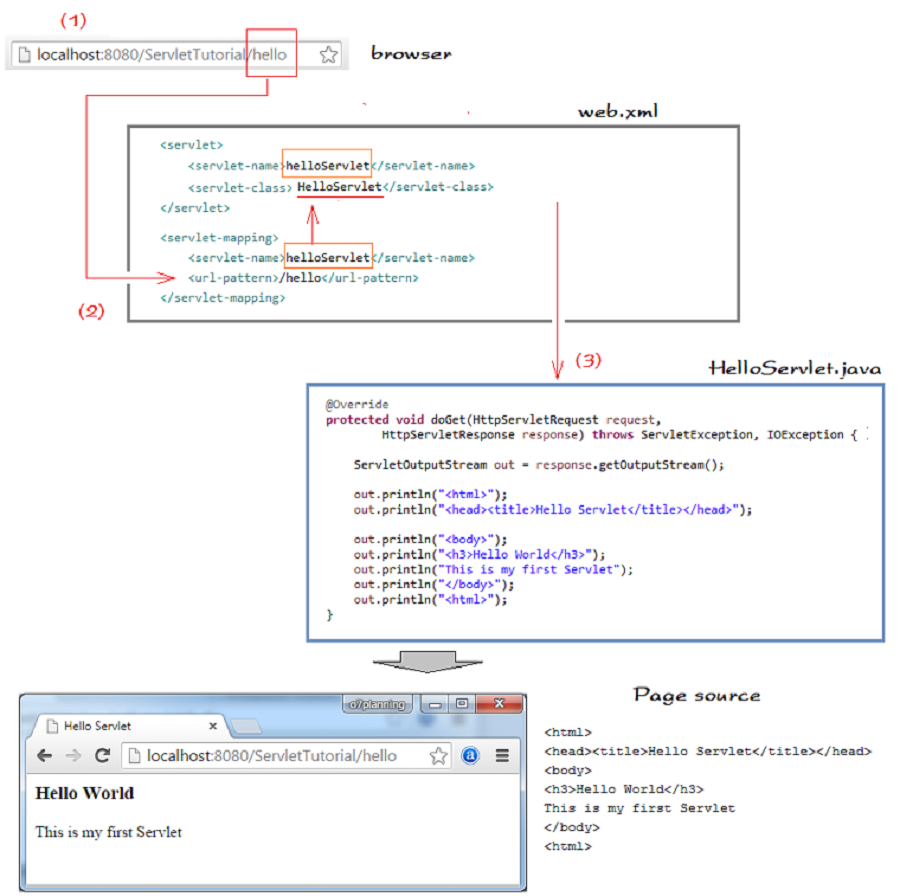 (1)
localhost:8080/ServletTutorial/hello
browser
web.xml
<servlet>
<servlet-name>helloServlet</servlet-name>
<servlet-class> HelloServlet</servlet-class>
</servlet>
<servlet-mapping>
<servlet-name>helloServlet</servlet-name>
<url-pattern>/hello</url-pattern>
</servlet-mapping>
(2)
(3)
HelloServlet.java
@Override
protected void doGet(HttpServletRequest request,
HttpServletResponse response) throws ServletException, IOException {
ServletOutputStream out = response.getOutputStream();
out.println("<html>");
out.println("<head><title>Hello Servlet</title></head>");
out.println("<body>");
out.println("<h3>Hello World</h3>");
out.println("This is my first Servlet");
out.println("</body>");
out.println("<html>");
}
o7planning
Hello Servlet
localhost:8080/ServletTutorial/hello
a
Hello World
This is my first Servlet
Page source
<html>
<head><title>Hello Servlet</title></head>
<body>
<h3>Hello World</h3>
This is my first Servlet
</body>
<html>